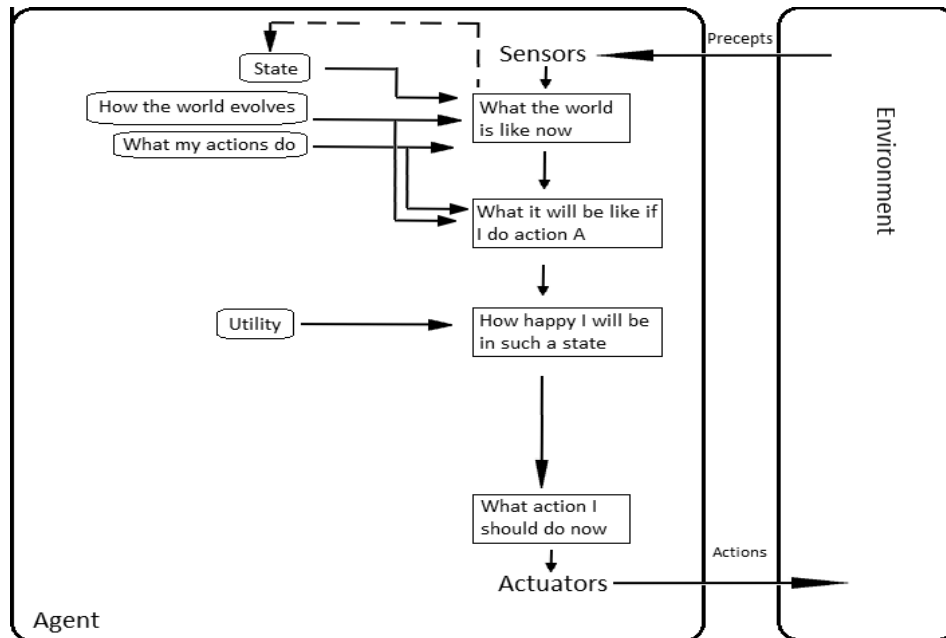 Precepts
Sensors
State
How the world evolves
What the world
is like now
What my actions do
Environment
What it will be like if
I do action A
Utility
How happy I will be
in such a state
What action I
should do now
Actions
Actuators
Agent